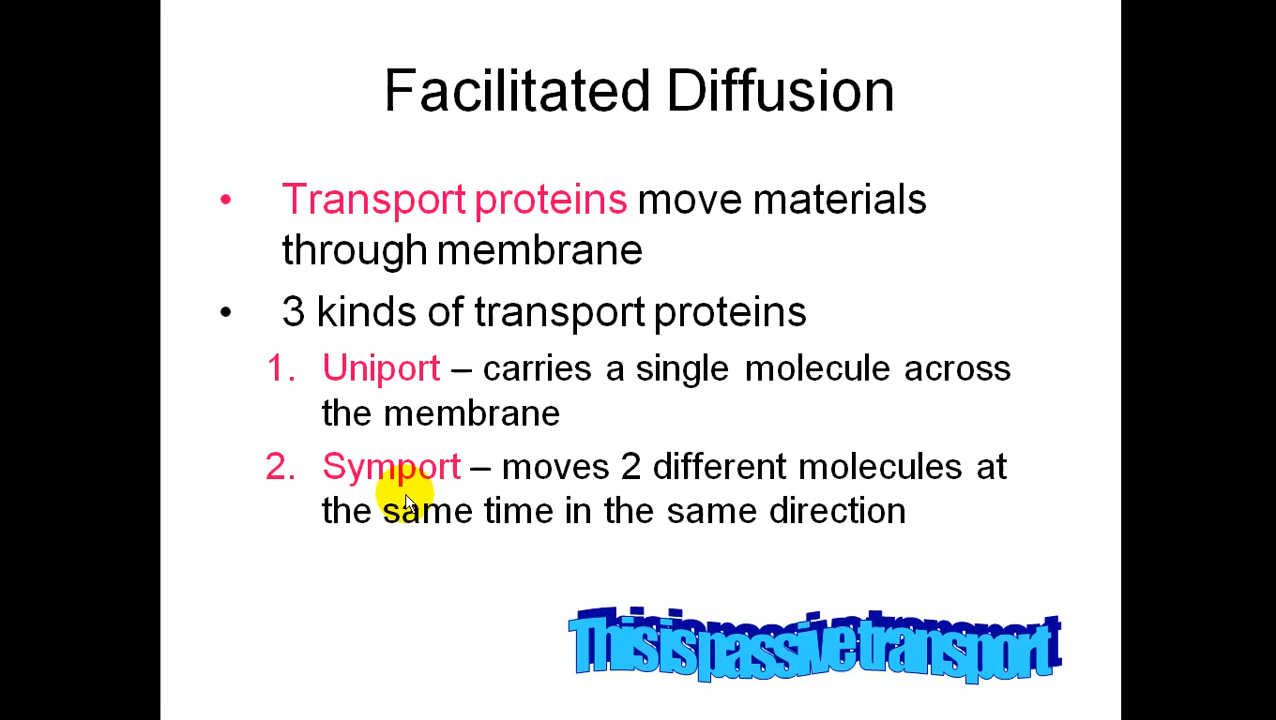 Facilitated Diffusion
• Transport proteins move materials
through membrane
• 3 kinds of transport proteins
1. Uniport – carries a single molecule across
the membrane
2. Symport – moves 2 different molecules at
the same time in the same direction
This is passive transport